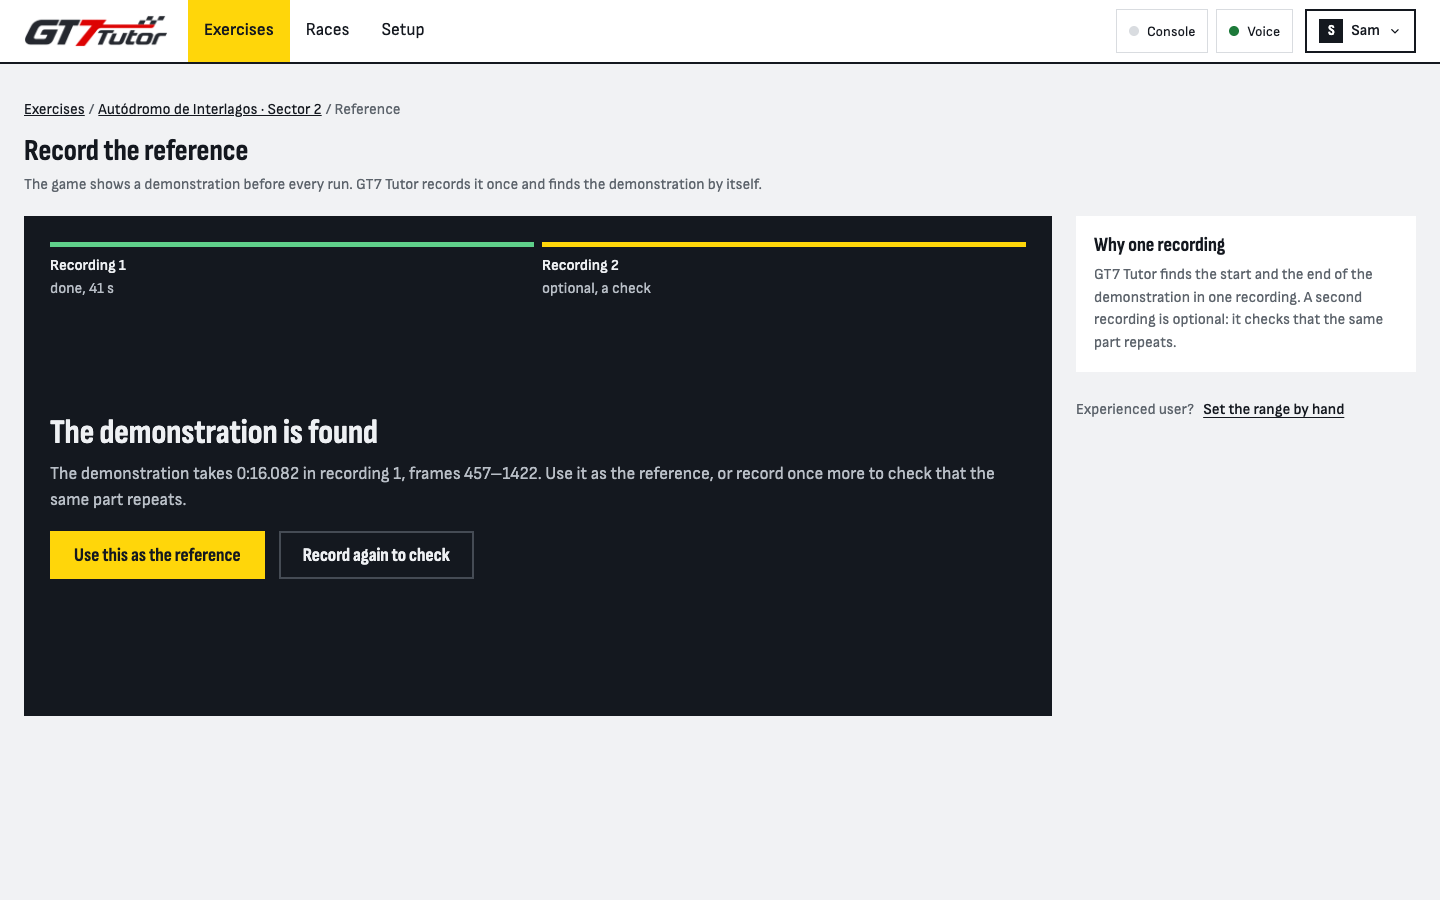 GT7 Tutor
Exercises
Races
Setup
Console
Voice
S
Sam
Exercises / Autódromo de Interlagos · Sector 2 / Reference
Record the reference
The game shows a demonstration before every run. GT7 Tutor records it once and finds the demonstration by itself.
Recording 1
done, 41 s
Recording 2
optional, a check
The demonstration is found
The demonstration takes 0:16.082 in recording 1, frames 457–1422. Use it as the reference, or record once more to check that the
same part repeats.
Use this as the reference
Record again to check
Why one recording
GT7 Tutor finds the start and the end of the
demonstration in one recording. A second
recording is optional: it checks that the same
part repeats.
Experienced user? Set the range by hand